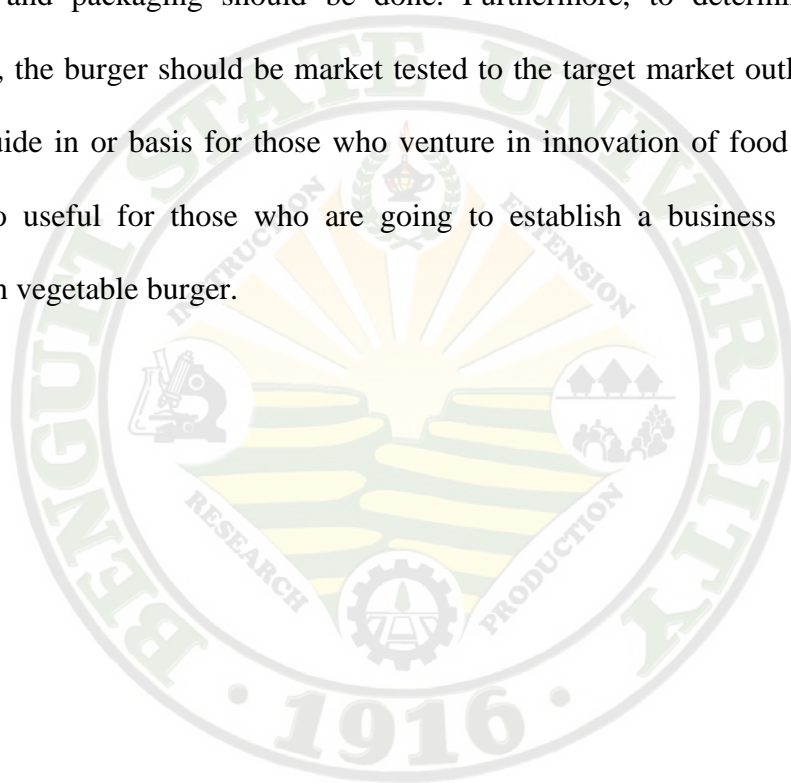 and packaging should be done. Furthermore, to determin
, the burger should be market tested to the target market outl
uide in or basis for those who venture in innovation of food
o useful for those who are going to establish a business
n vegetable burger.
BENGUET STATE UNIVERSITY
INSTRUCTION
EXTENSION
RESEARCH
PRODUCTION
1916